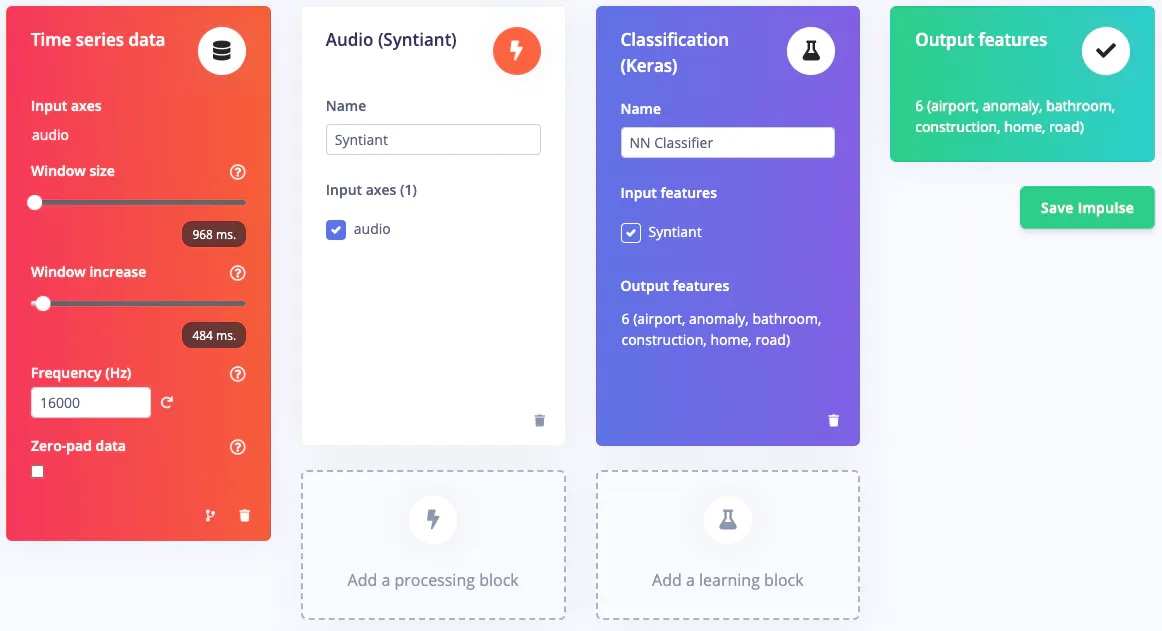 Time series data
Input axes
audio
Window size
968 ms.
Window increase
484 ms.
Frequency (Hz)
16000
Zero-pad data
Audio (Syntiant)
Name
Syntiant
Input axes (1)
audio
Add a processing block
Classification
(Keras)
Name
NN Classifier
Input features
Syntiant
Output features
6 (airport, anomaly, bathroom,
construction, home, road)
Add a learning block
Output features
6 (airport, anomaly, bathroom,
construction, home, road)
Save Impulse